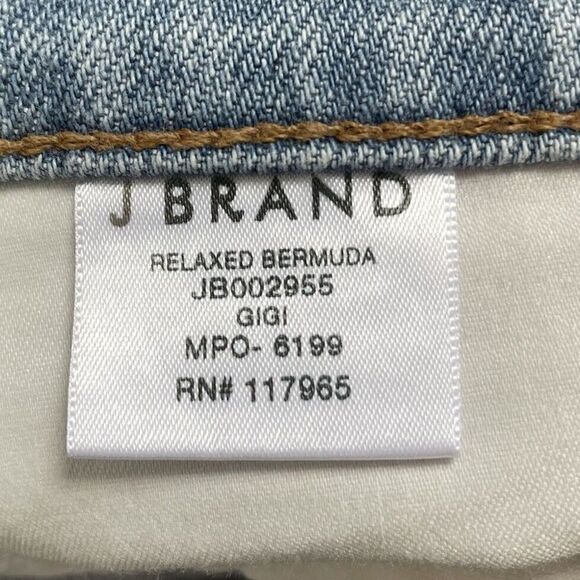 J BRAND
RELAXED BERMUDA
JB002955
GIGI
MPO- 6199
RN# 117965